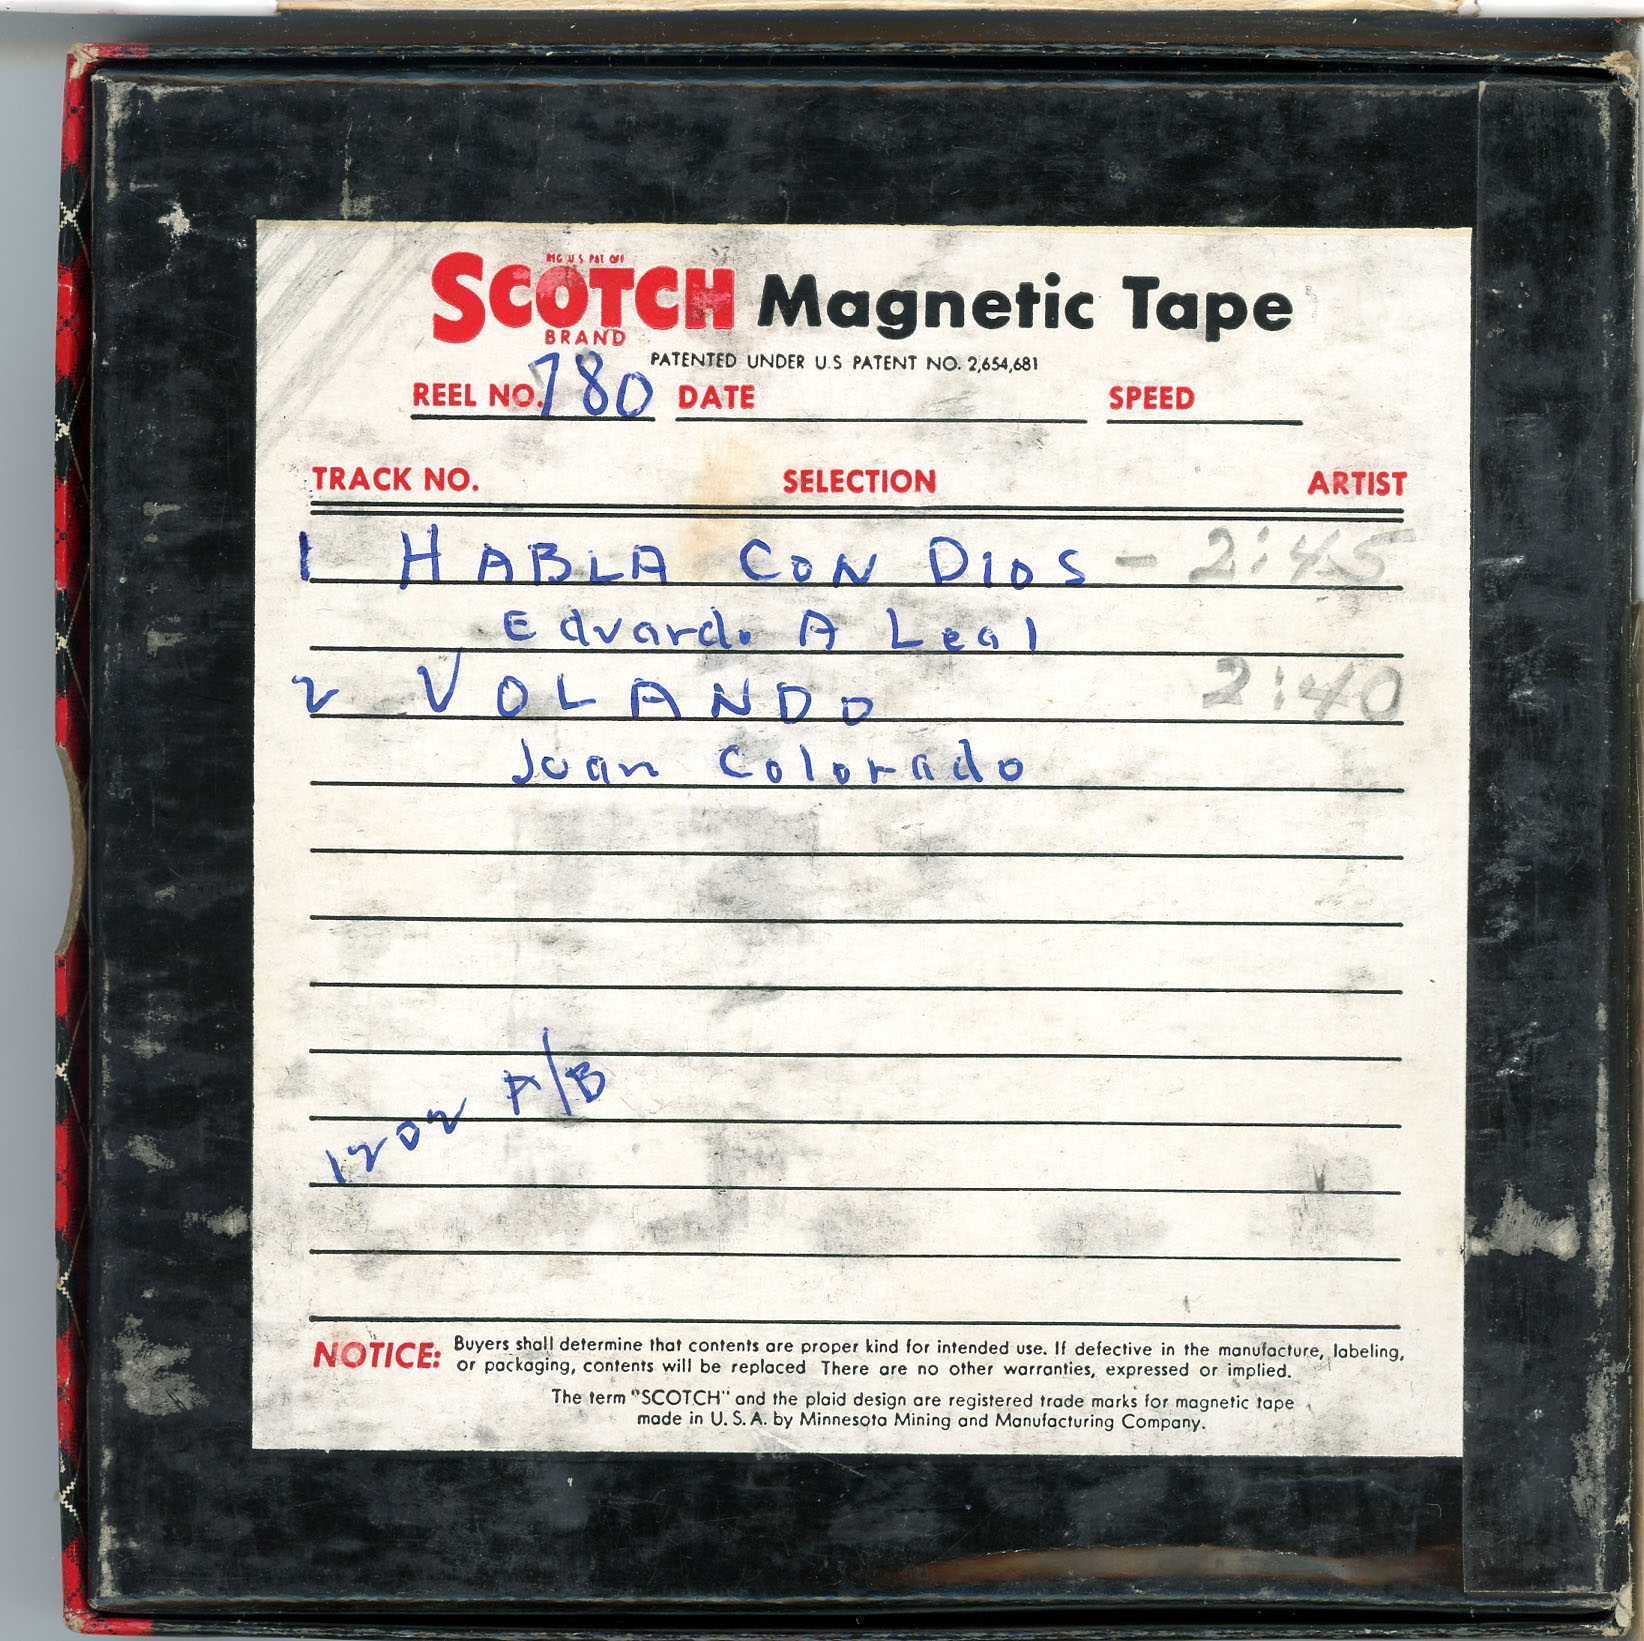 REG U S PAT OFF
SCOTCH Magnetic Tape
BRAND
PATENTED UNDER U.S PATENT NO. 2,654,681
REEL NO. 780 DATE SPEED
TRACK NO. SELECTION ARTIST
1 HABLA CON DIOS - 2:45
Eduardo A Leal
2 VOLANDO 2:40
Juan Colorado
1202 A/B
NOTICE: Buyers shall determine that contents are proper kind for intended use. If defective in the manufacture, labeling,
or packaging, contents will be replaced There are no other warranties, expressed or implied.
The term "SCOTCH" and the plaid design are registered trade marks for magnetic tape
made in U.S.A. by Minnesota Mining and Manufacturing Company.